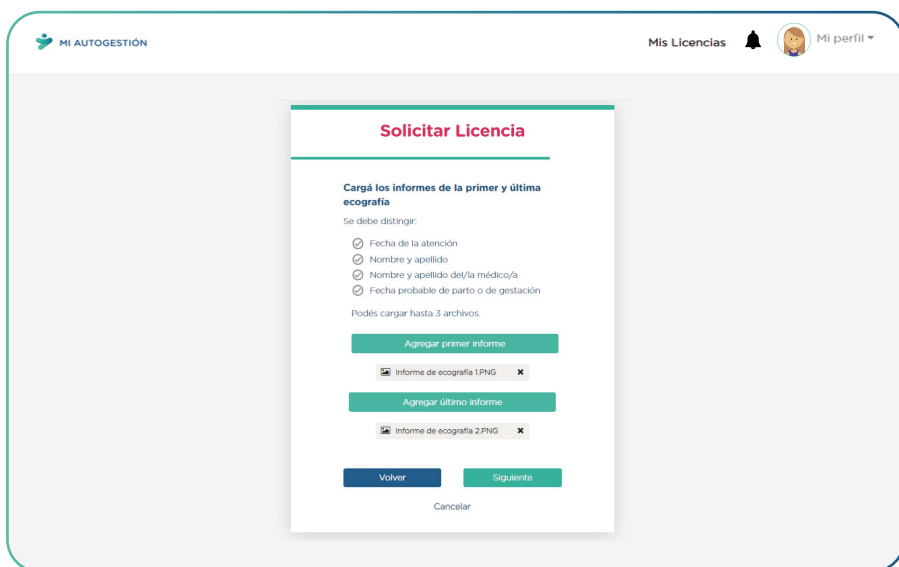 MI AUTOGESTIÓN
Mis Licencias
Mi perfil
Solicitar Licencia
Cargá los informes de la primer y última
ecografía
Se debe distingir:
Fecha de la atención
Nombre y apellido
Nombre y apellido del/la médico/a
Fecha probable de parto o de gestación
Podés cargar hasta 3 archivos.
Agregar primer informe
Informe de ecografía 1.PNG
Agregar último informe
Informe de ecografía 2.PNG
Volver
Siguiente
Cancelar